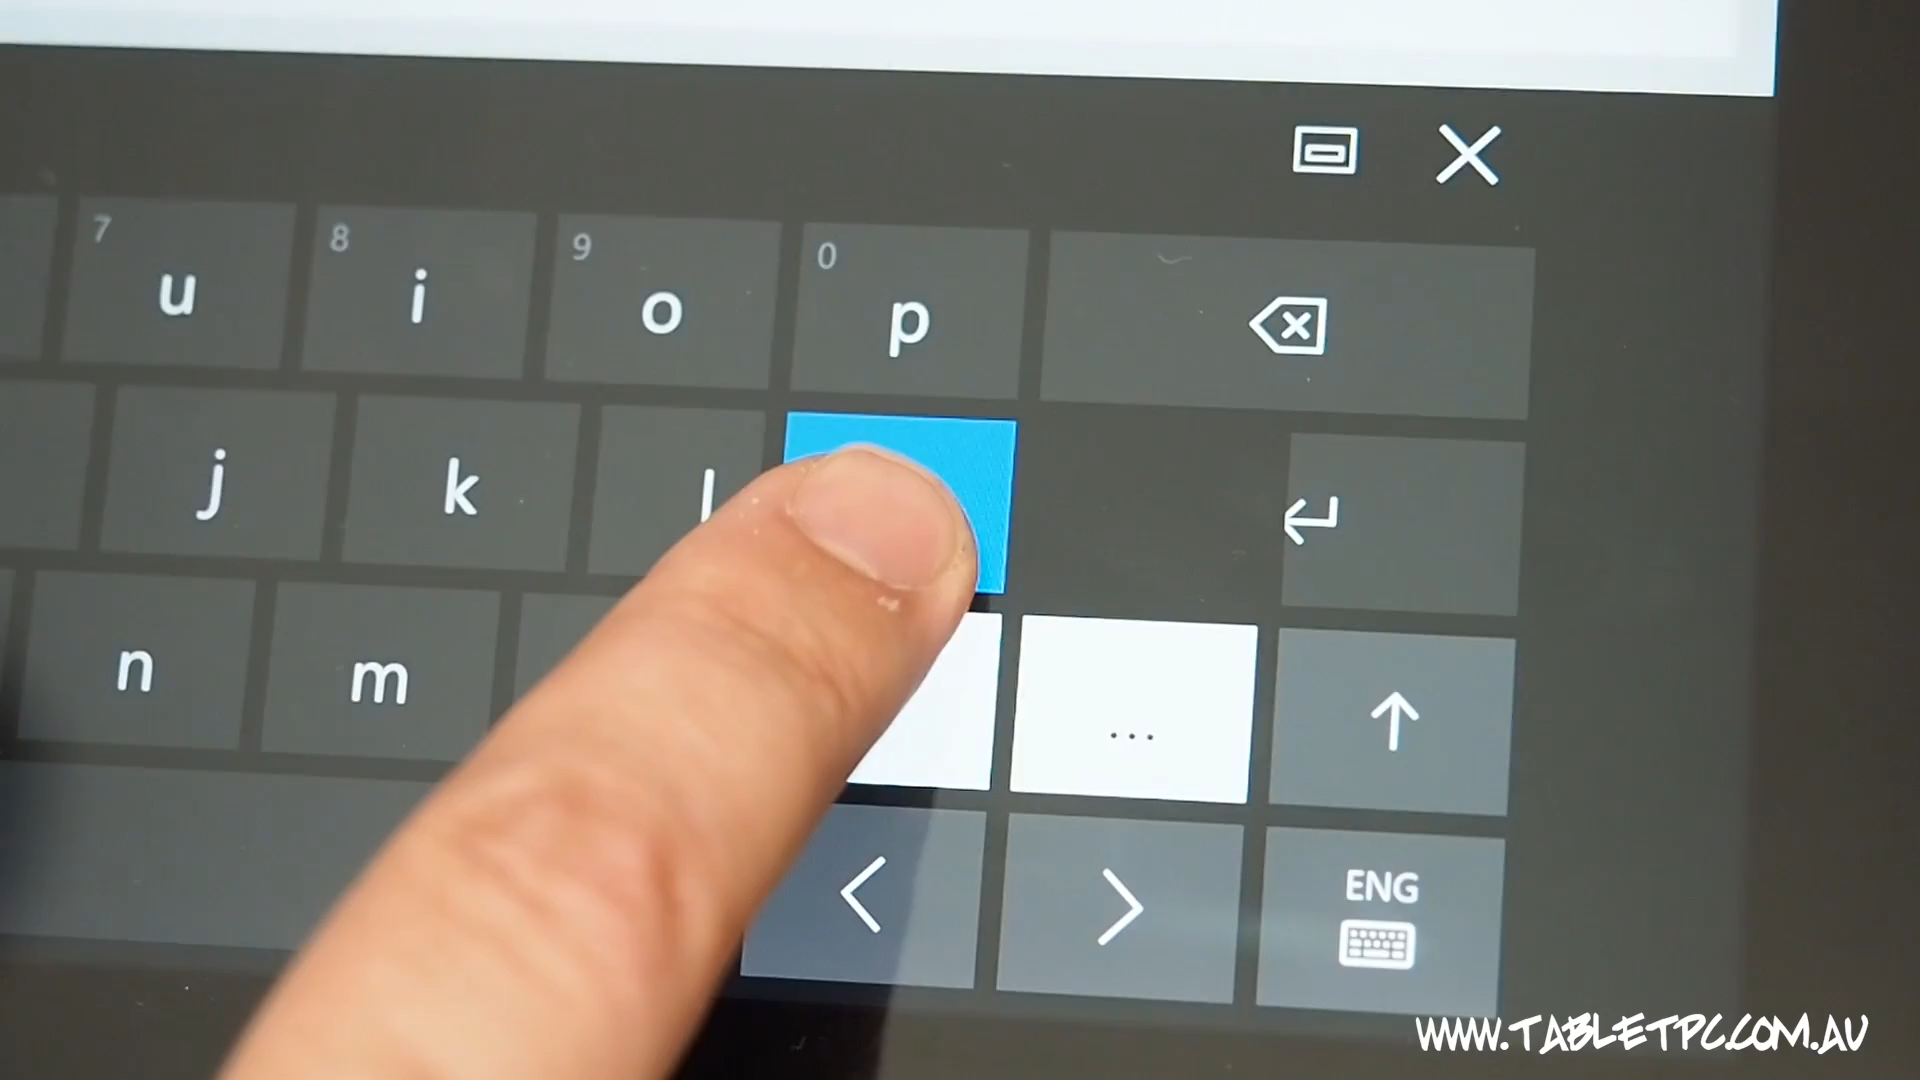 7 8 9 0
u i o p
j k l
n m ...
< >
ENG
WWW.TABLETPC.COM.AU